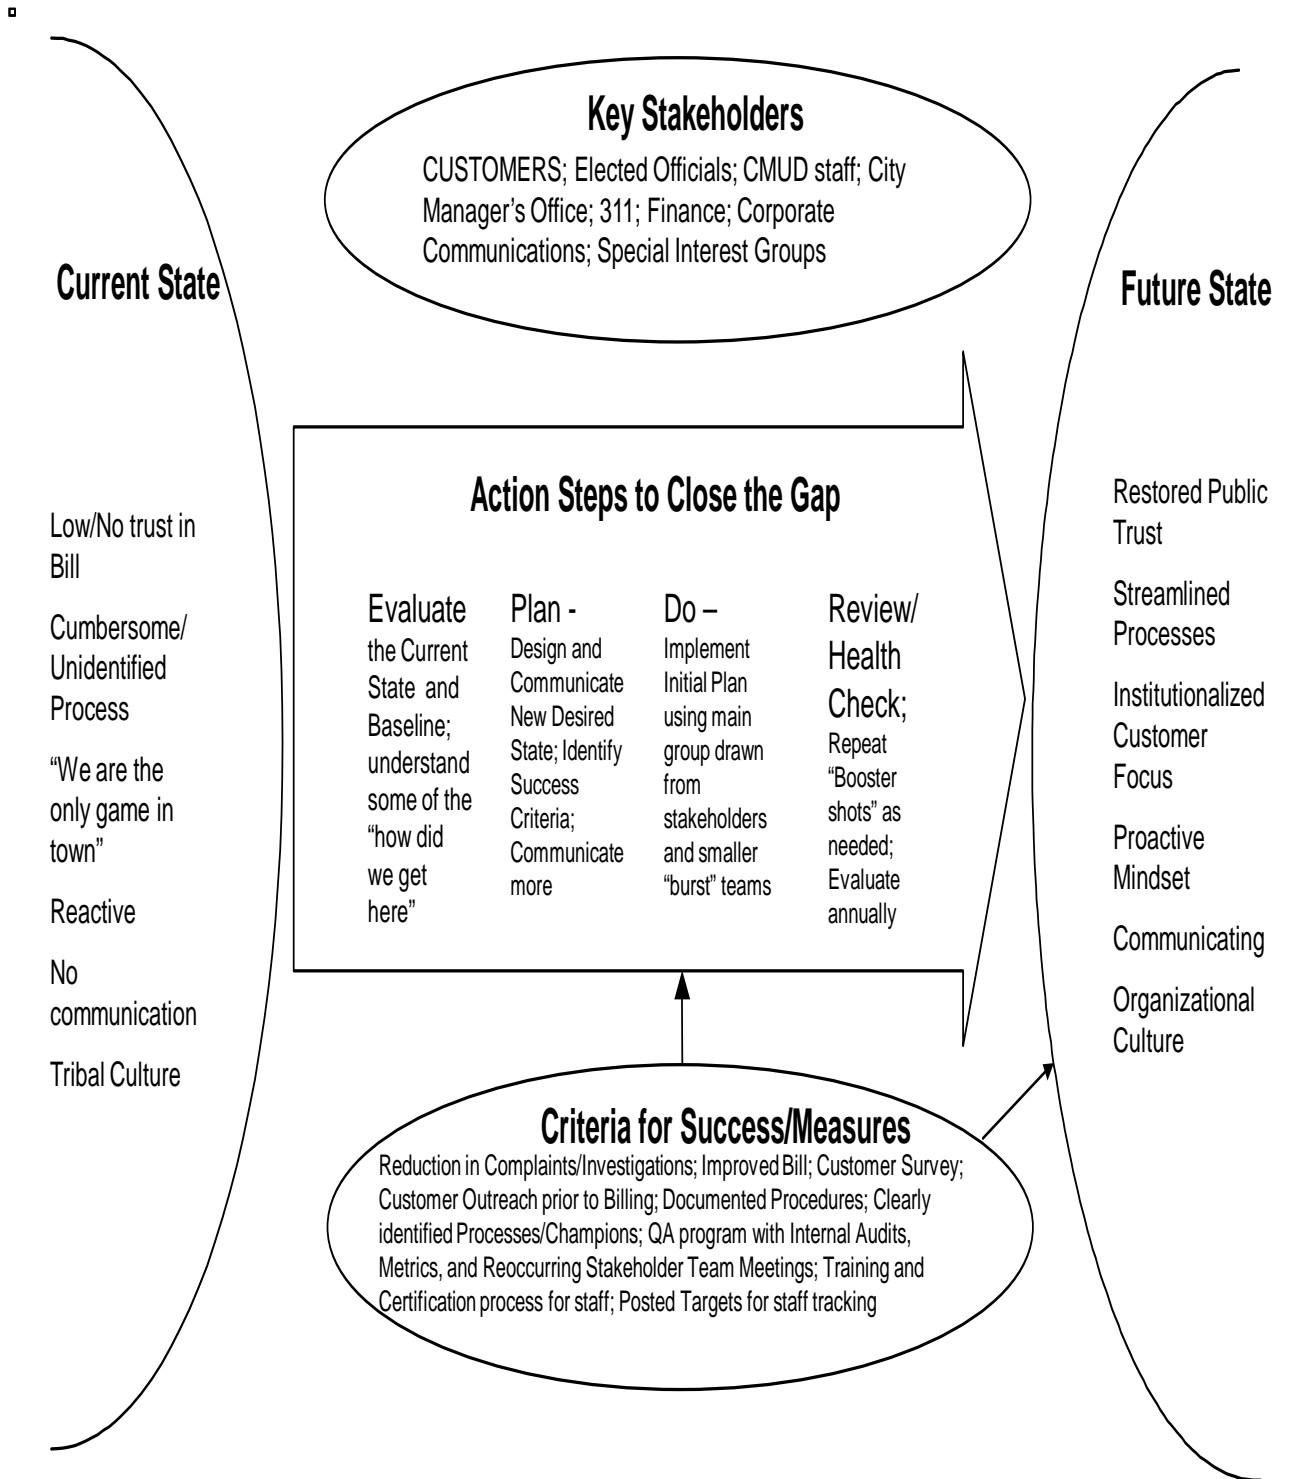 Key Stakeholders
CUSTOMERS; Elected Officials; CMUD staff; City
Manager’s Office; 311; Finance; Corporate
Communications; Special Interest Groups
Current State
Low/No trust in
Bill
Cumbersome/
Unidentified
Process
“We are the
only game in
town”
Reactive
No
communication
Tribal Culture
Action Steps to Close the Gap
Evaluate
the Current
State and
Baseline;
understand
some of the
“how did
we get
here”
Plan -
Design and
Communicate
New Desired
State; Identify
Success
Criteria;
Communicate
more
Do –
Implement
Initial Plan
using main
group drawn
from
stakeholders
and smaller
“burst” teams
Review/
Health
Check;
Repeat
“Booster
shots” as
needed;
Evaluate
annually
Future State
Restored Public
Trust
Streamlined
Processes
Institutionalized
Customer
Focus
Proactive
Mindset
Communicating
Organizational
Culture
Criteria for Success/Measures
Reduction in Complaints/Investigations; Improved Bill; Customer Survey;
Customer Outreach prior to Billing; Documented Procedures; Clearly
identified Processes/Champions; QA program with Internal Audits,
Metrics, and Reoccurring Stakeholder Team Meetings; Training and
Certification process for staff; Posted Targets for staff tracking